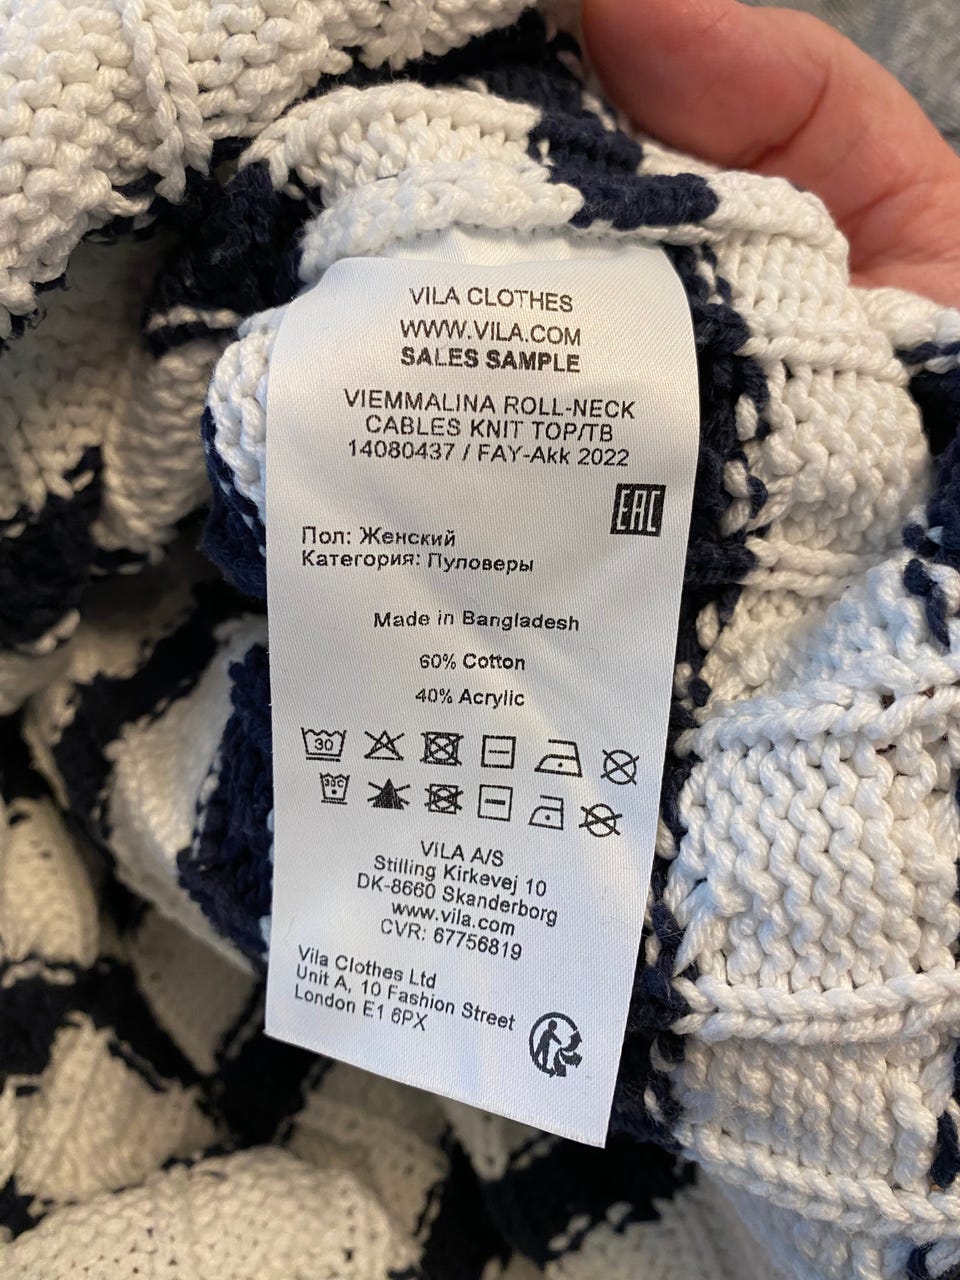 VILA CLOTHES
WWW.VILA.COM
SALES SAMPLE
VIEMMALINA ROLL-NECK
CABLES KNIT TOP/TB
14080437 / FAY-Akk 2022
EAC
Пол: Женский
Категория: Пуловеры
Made in Bangladesh
60% Cotton
40% Acrylic
30
30C
VILA A/S
Stilling Kirkevej 10
DK-8660 Skanderborg
www.vila.com
CVR: 67756819
Vila Clothes Ltd
Unit A, 10 Fashion Street
London E1 6PX